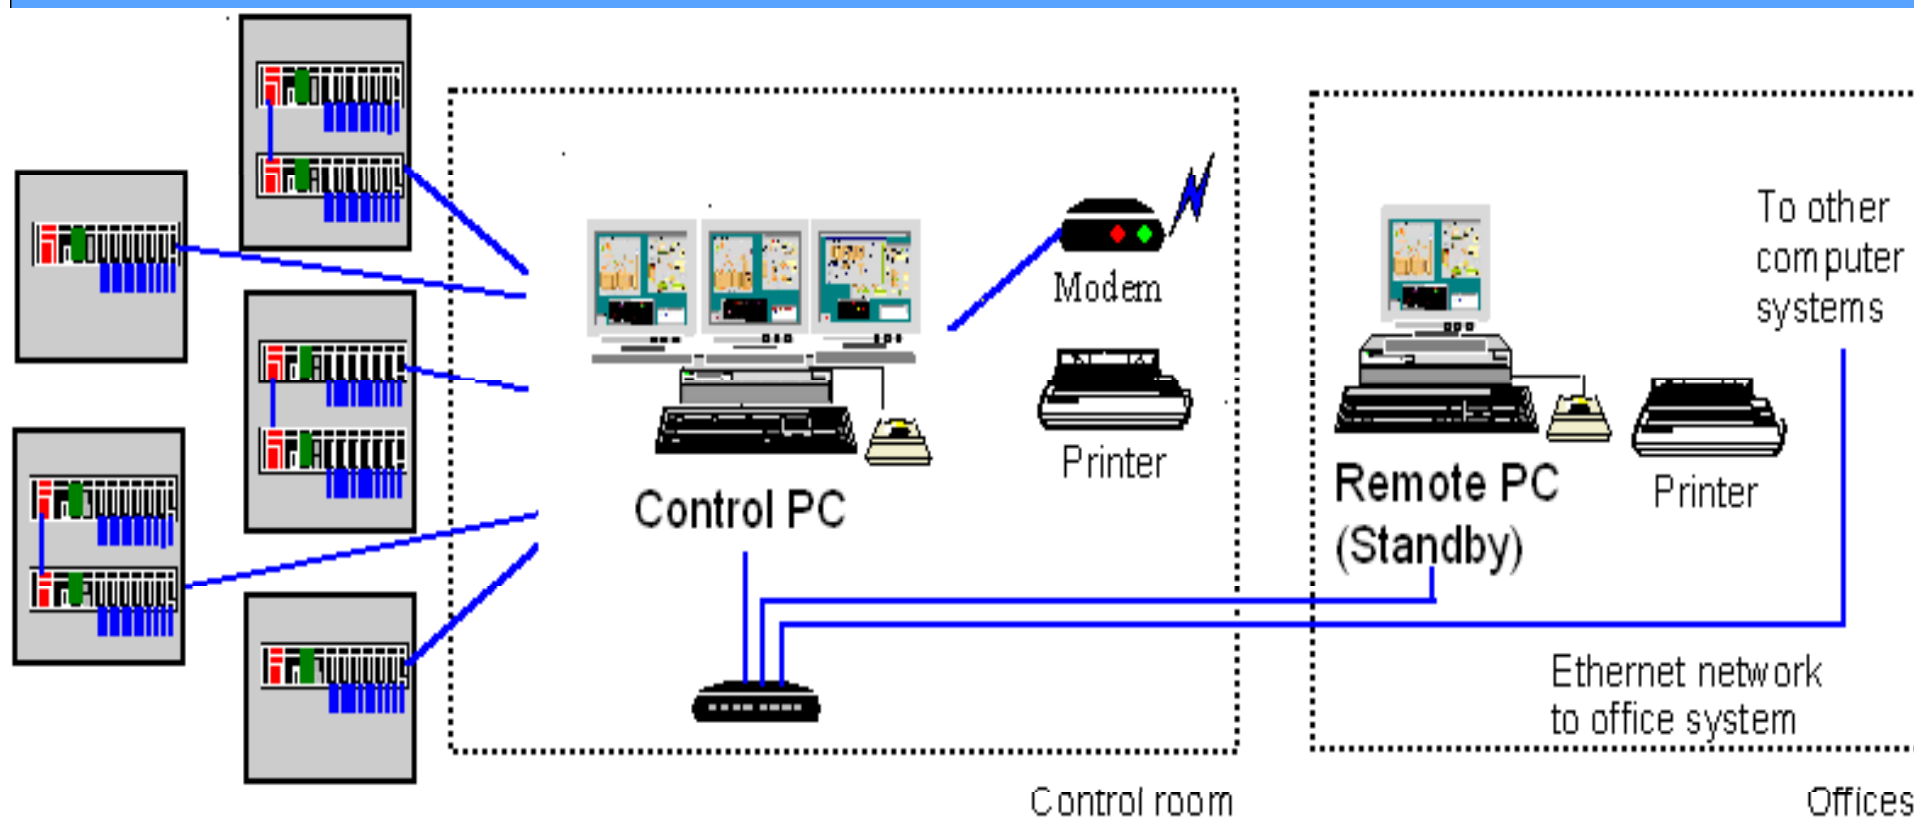 To other
computer
systems
Modem
Printer
Control PC
Remote PC
(Standby)
Printer
Ethernet network
to office system
Control room
Offices